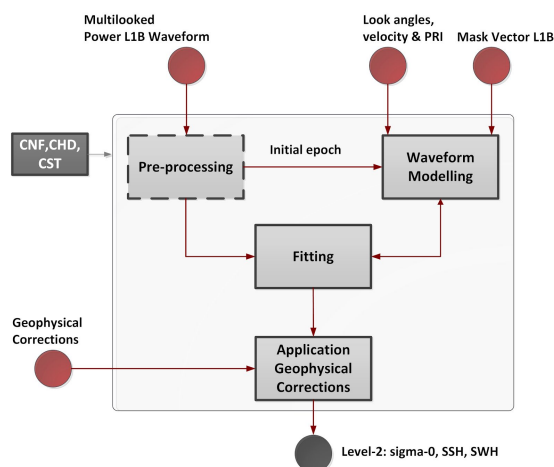 Multilooked
Power L1B Waveform
Look angles,
velocity & PRI
Mask Vector L1B
CNF,CHD,
CST
Pre-processing
Initial epoch
Waveform
Modelling
Fitting
Geophysical
Corrections
Application
Geophysical
Corrections
Level-2: sigma-0, SSH, SWH